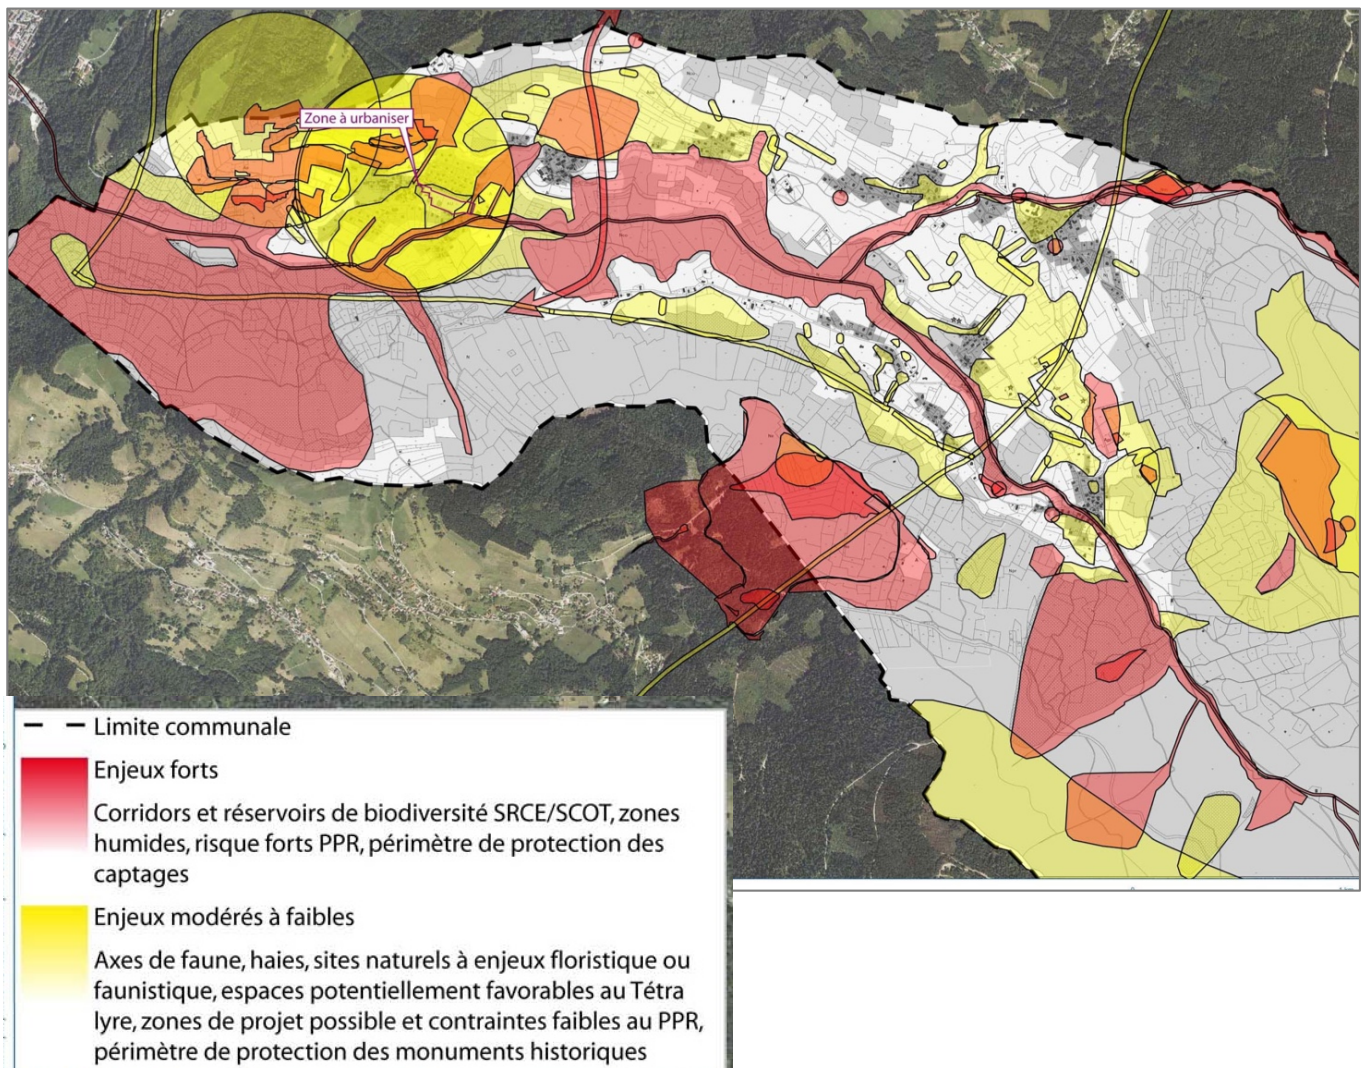 Zone à urbaniser
Limite communale
Enjeux forts
Corridors et réservoirs de biodiversité SRCE/SCOT, zones
humides, risque forts PPR, périmètre de protection des
captages
Enjeux modérés à faibles
Axes de faune, haies, sites naturels à enjeux floristique ou
faunistique, espaces potentiellement favorables au Tétra
lyre, zones de projet possible et contraintes faibles au PPR,
périmètre de protection des monuments historiques